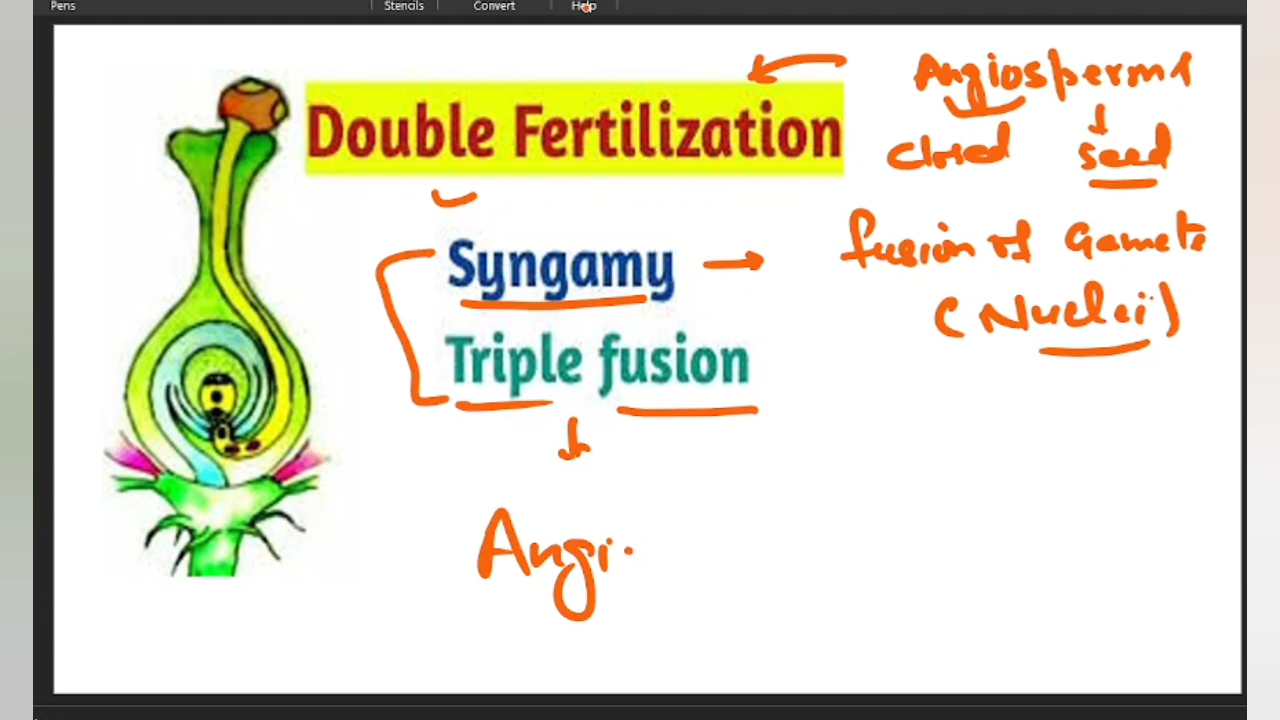 Pens Stencils Convert Help
Double Fertilization
Angiosperms
closed seed
Syngamy
fusion of Gamete
(Nuclei)
Triple fusion
Angi.